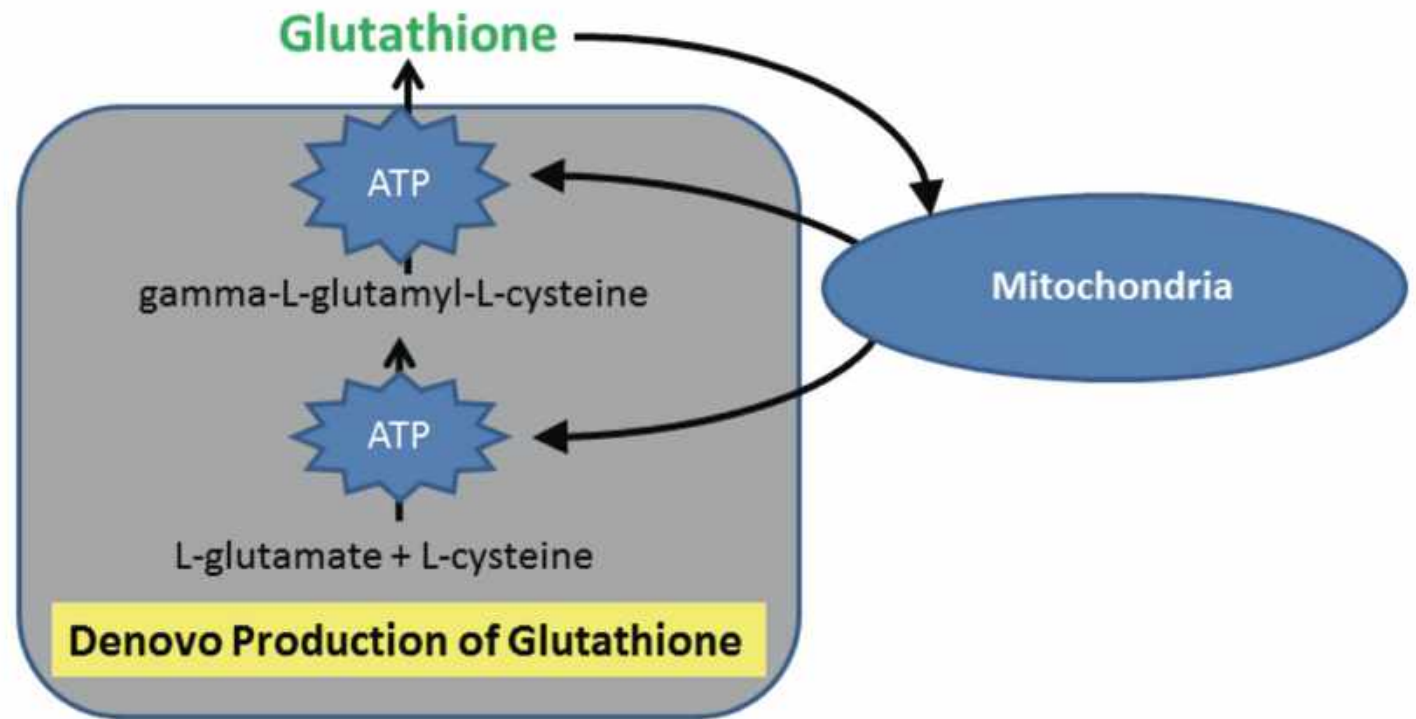 Glutathione
ATP
gamma-L-glutamyl-L-cysteine
Mitochondria
ATP
L-glutamate + L-cysteine
Denovo Production of Glutathione